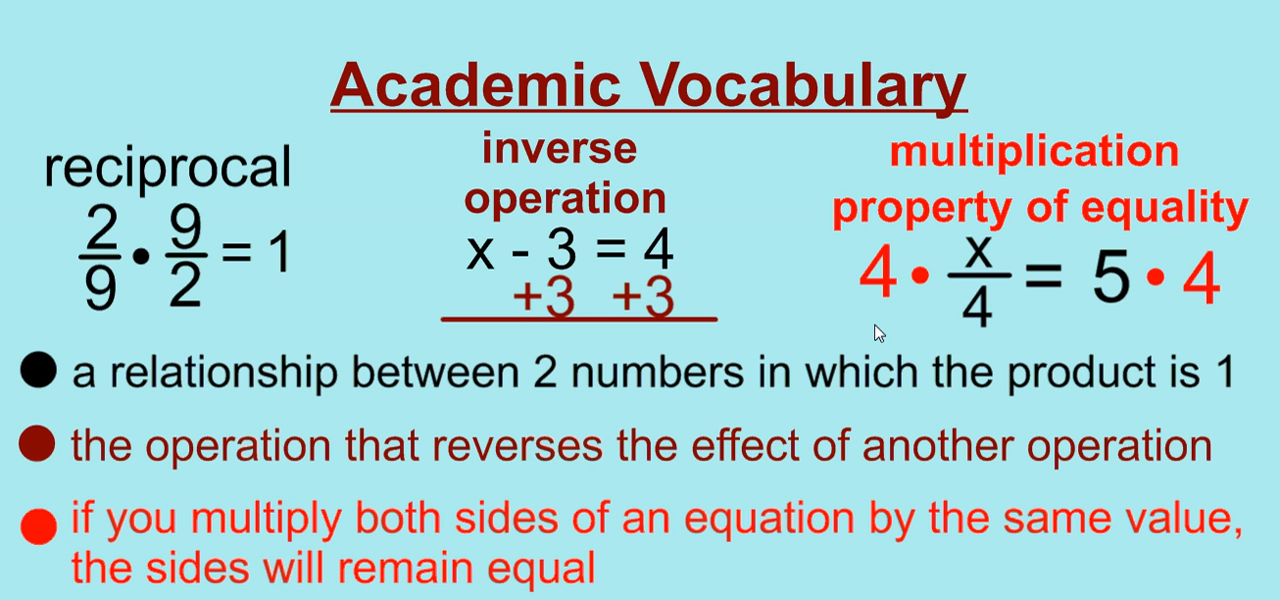 Academic Vocabulary
reciprocal
2/9 • 9/2 = 1
inverse
operation
x - 3 = 4
+3 +3
multiplication
property of equality
4 • x/4 = 5 • 4
a relationship between 2 numbers in which the product is 1
the operation that reverses the effect of another operation
if you multiply both sides of an equation by the same value,
the sides will remain equal